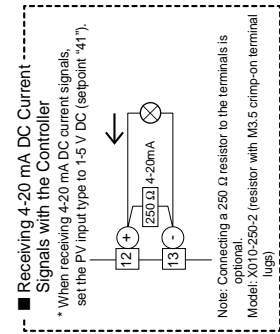 ■ Receiving 4-20 mA DC Current
Signals with the Controller
* When receiving 4-20 mA DC current signals,
set the PV input type to 1-5 V DC (setpoint “41”).
12 +
250 Ω 4-20mA
13 -
Note: Connecting a 250 Ω resistor to the terminals is
optional.
Model: X010-250-2 (resistor with M3.5 crimp-on terminal
lugs)